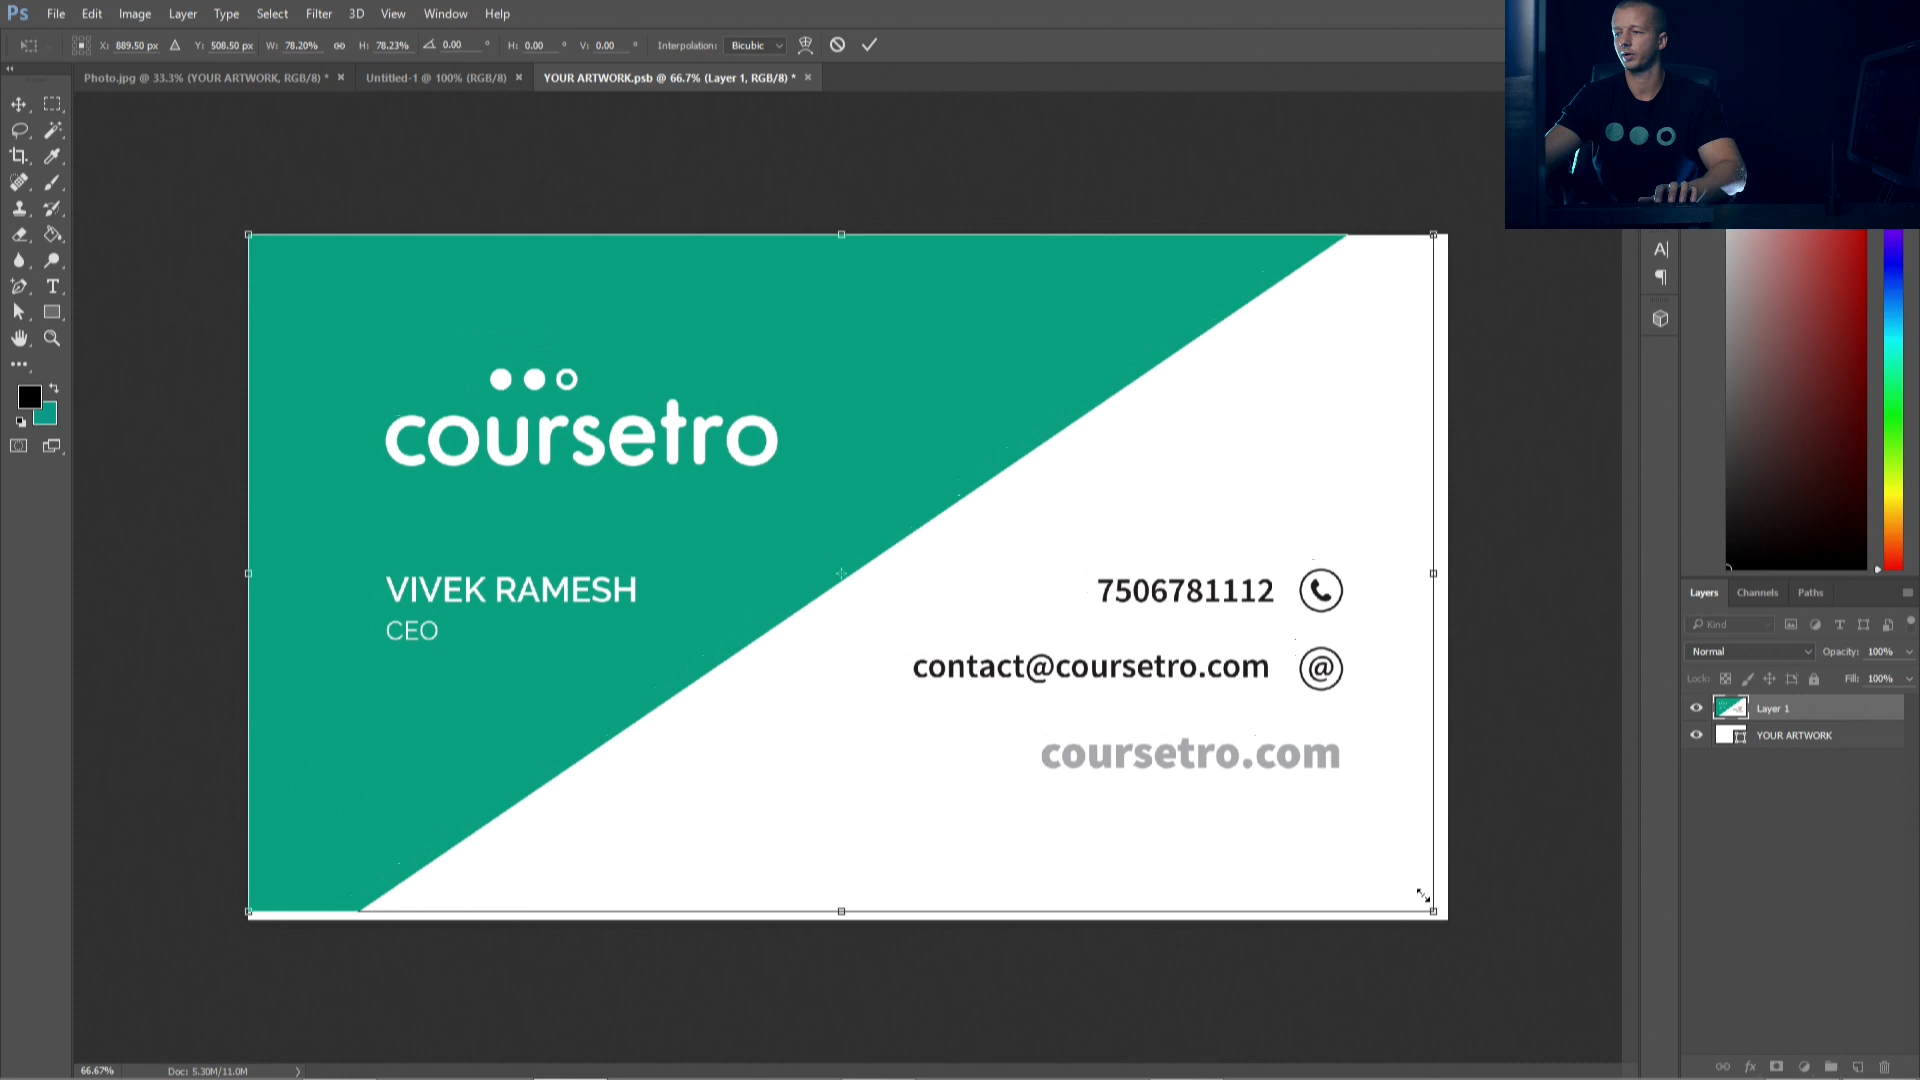 Ps File Edit Image Layer Type Select Filter 3D View Window Help
X: 889.50 px Y: 508.50 px W: 78.20% H: 78.23% 0.00 ° H: 0.00 ° V: 0.00 ° Interpolation: Bicubic
Photo.jpg @ 33.3% (YOUR ARTWORK, RGB/8) * Untitled-1 @ 100% (RGB/8) YOUR ARTWORK.psb @ 66.7% (Layer 1, RGB/8) *
coursetro
VIVEK RAMESH
CEO
7506781112
contact@coursetro.com
@
coursetro.com
Layers Channels Paths
Kind
Normal Opacity: 100%
Lock: Fill: 100%
Layer 1
YOUR ARTWORK
66.67% Doc: 5.30M/11.0M